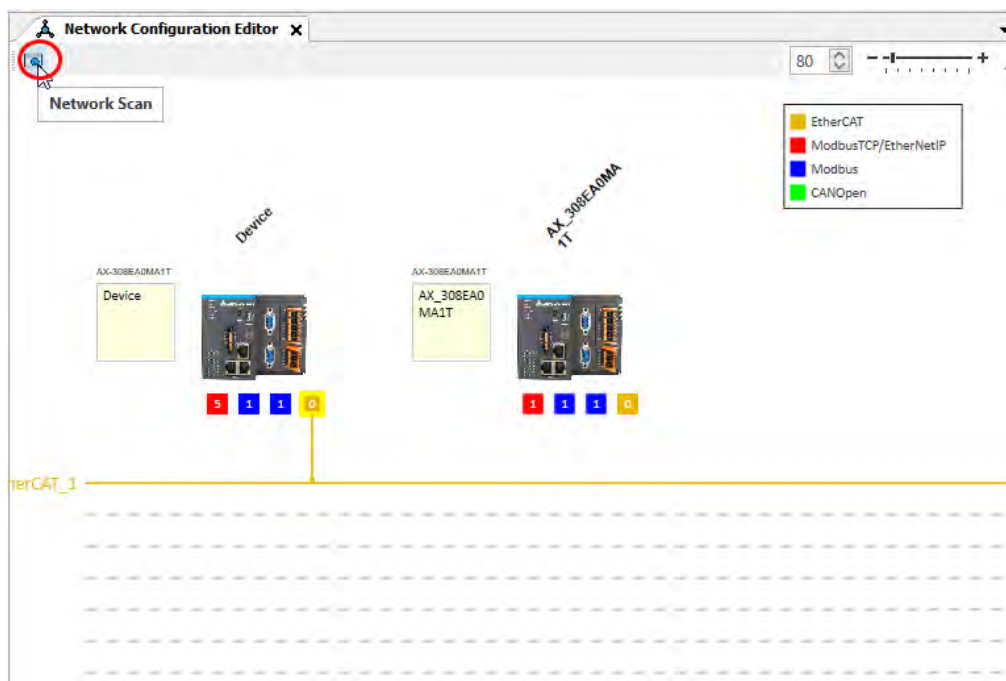 Network Configuration Editor
80
Network Scan
EtherCAT
ModbusTCP/EtherNetIP
Modbus
CANOpen
Device
AX_308EA0MA
1T
AX-308EA0MA1T
Device
AX-308EA0MA1T
AX_308EA0
MA1T
5 1 1 0
1 1 1 0
herCAT_1